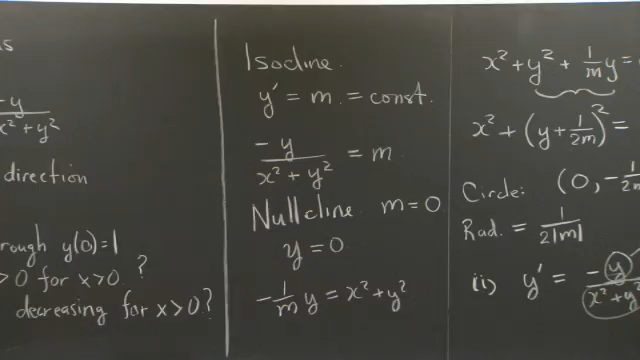 ns
-y
x² + y²
direction
rough y(0)=1
> 0 for x>0 ?
decreasing for x>0?
Isocline.
y' = m = const.
-y / (x² + y²) = m
Nullcline m=0
y = 0
-1/m y = x² + y²
x² + y² + 1/m y =
x² + (y + 1/2m)² =
Circle: (0, -1/2m
Rad. = 1/2|m|
ii) y' = -y / (x² + y²